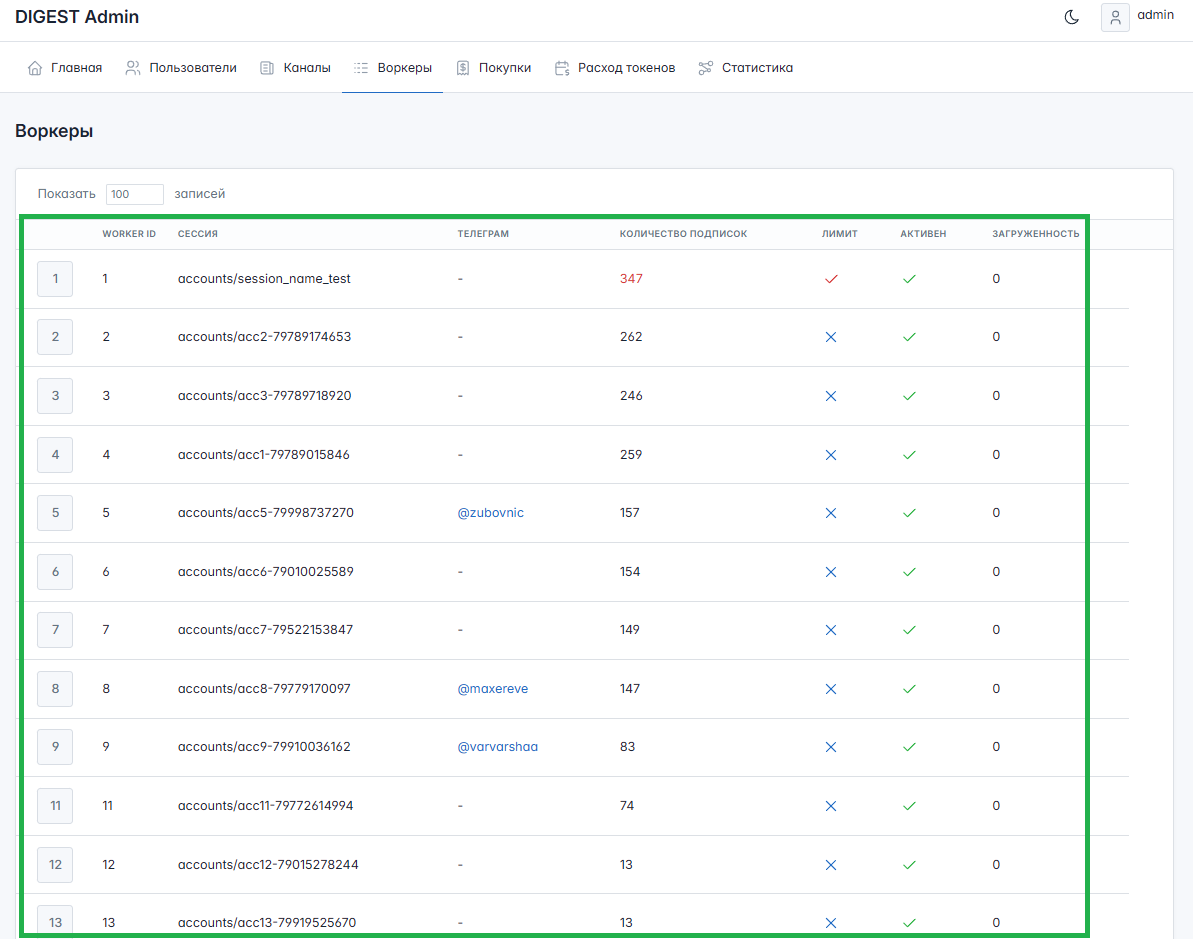 DIGEST Admin
admin
Главная Пользователи Каналы Воркеры Покупки Расход токенов Статистика
Воркеры
Показать 100 записей
WORKER ID СЕССИЯ ТЕЛЕГРАМ КОЛИЧЕСТВО ПОДПИСОК ЛИМИТ АКТИВЕН ЗАГРУЖЕННОСТЬ
1 1 accounts/session_name_test - 347 0
2 2 accounts/acc2-79789174653 - 262 0
3 3 accounts/acc3-79789718920 - 246 0
4 4 accounts/acc1-79789015846 - 259 0
5 5 accounts/acc5-79998737270 @zubovnic 157 0
6 6 accounts/acc6-79010025589 - 154 0
7 7 accounts/acc7-79522153847 - 149 0
8 8 accounts/acc8-79779170097 @maxereve 147 0
9 9 accounts/acc9-79910036162 @varvarshaa 83 0
11 11 accounts/acc11-79772614994 - 74 0
12 12 accounts/acc12-79015278244 - 13 0
13 13 accounts/acc13-79919525670 - 13 0